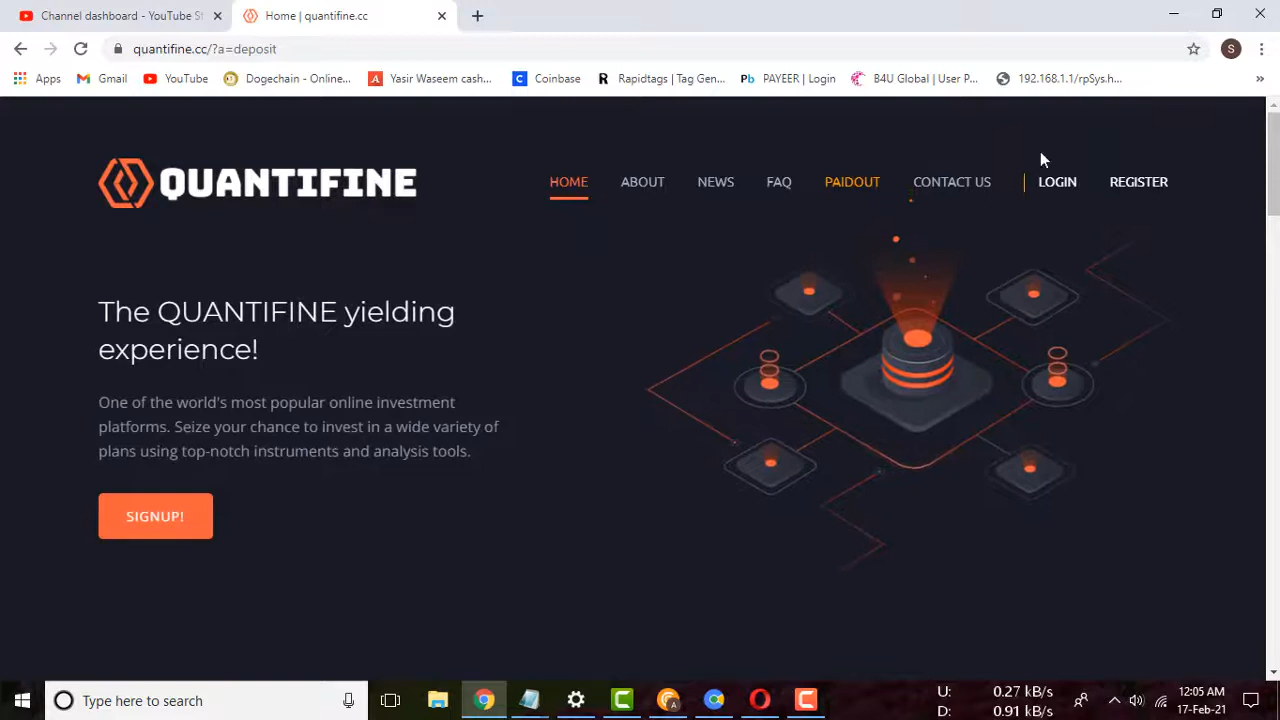 Channel dashboard - YouTube St
Home | quantifine.cc
quantifine.cc/?a=deposit
S
Apps
Gmail
YouTube
Dogechain - Online...
Yasir Waseem cash...
Coinbase
Rapidtags | Tag Gen...
PAYEER | Login
B4U Global | User P...
192.168.1.1/rpSys.h...
»
QUANTIFINE
HOME
ABOUT
NEWS
FAQ
PAIDOUT
CONTACT US
LOGIN
REGISTER
The QUANTIFINE yielding
experience!
One of the world's most popular online investment
platforms. Seize your chance to invest in a wide variety of
plans using top-notch instruments and analysis tools.
SIGNUP!
Type here to search
U: 0.27 kB/s
D: 0.91 kB/s
12:05 AM
17-Feb-21